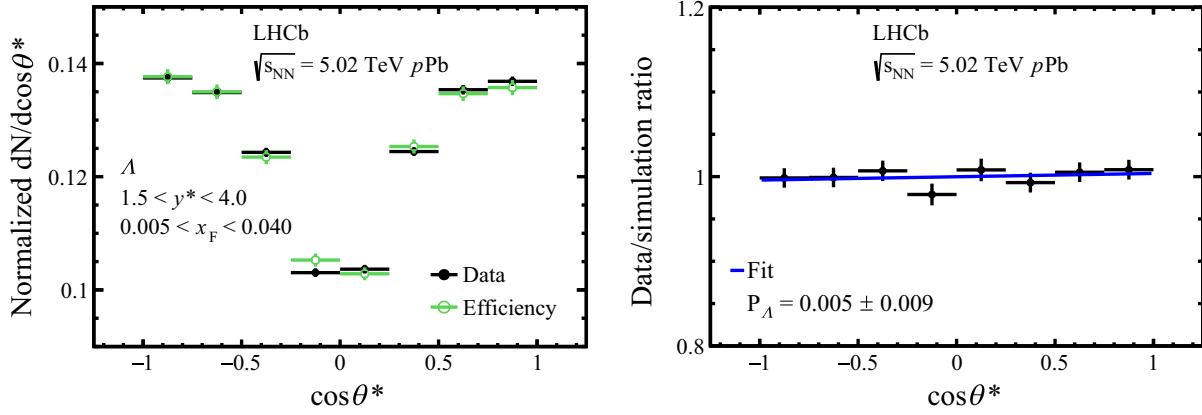 LHCb
√sNN = 5.02 TeV pPb
Normalized dN/dcosθ*
0.14
0.12
0.1
Λ
1.5 < y* < 4.0
0.005 < xF < 0.040
Data
Efficiency
−1 −0.5 0 0.5 1
cosθ*
LHCb
√sNN = 5.02 TeV pPb
Data/simulation ratio
1.2
1
0.8
Fit
PΛ = 0.005 ± 0.009
−1 −0.5 0 0.5 1
cosθ*